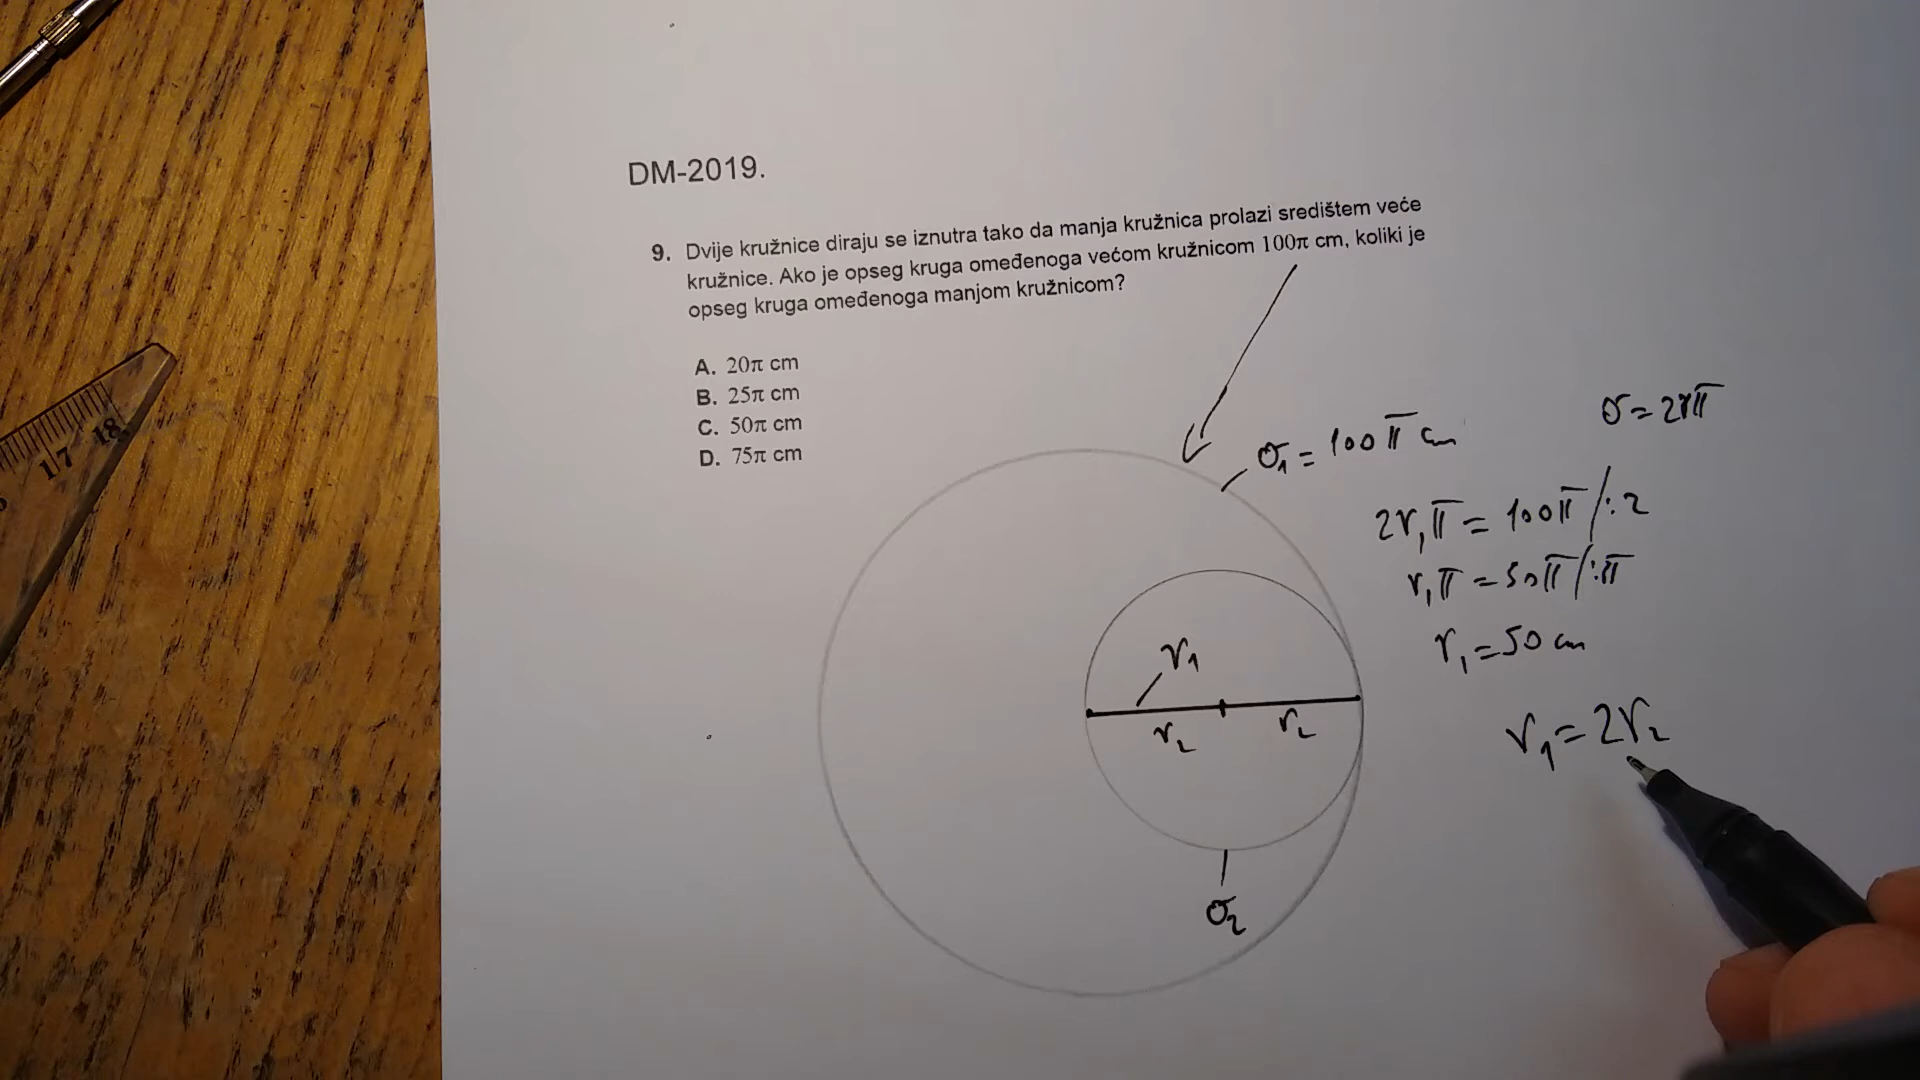 DM-2019.
9. Dvije kružnice diraju se iznutra tako da manja kružnica prolazi središtem veće
kružnice. Ako je opseg kruga omeđenoga većom kružnicom 100π cm, koliki je
opseg kruga omeđenoga manjom kružnicom?
A. 20π cm
B. 25π cm
C. 50π cm
D. 75π cm
O = 2rπ
O₁ = 100π cm
2r₁π = 100π /:2
r₁π = 50π /:π
r₁ = 50 cm
r₁ = 2r₂
r₁
r₂ r₂
O₂
17 18